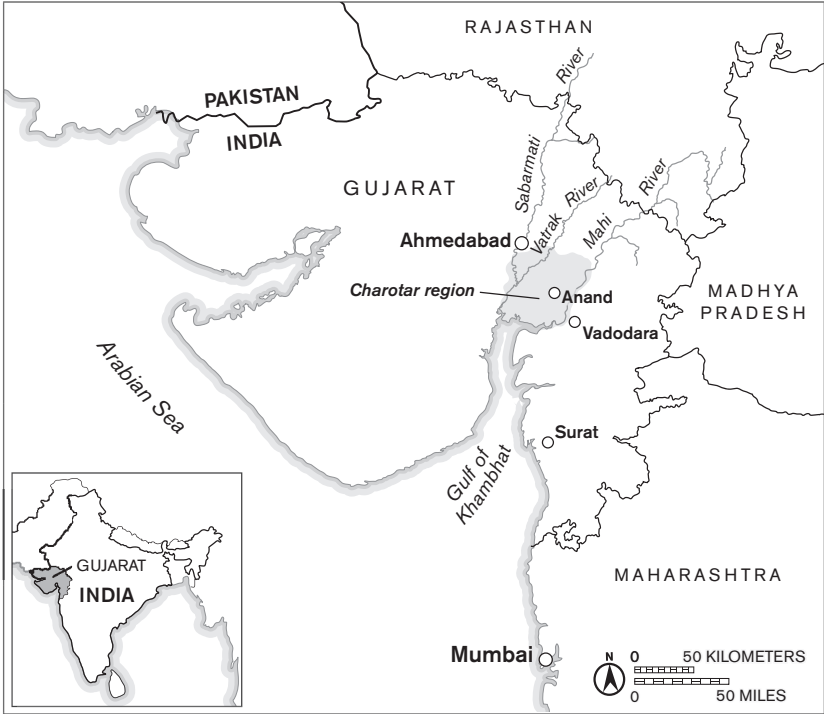 RAJASTHAN
River
PAKISTAN
INDIA
GUJARAT
Sabarmati
River
River
Vatrak
Mahi
Ahmedabad
Charotar region
Anand
MADHYA
PRADESH
Vadodara
Arabian Sea
Surat
Gulf of
Khambhat
GUJARAT
INDIA
MAHARASHTRA
Mumbai
N
0 50 KILOMETERS
0 50 MILES